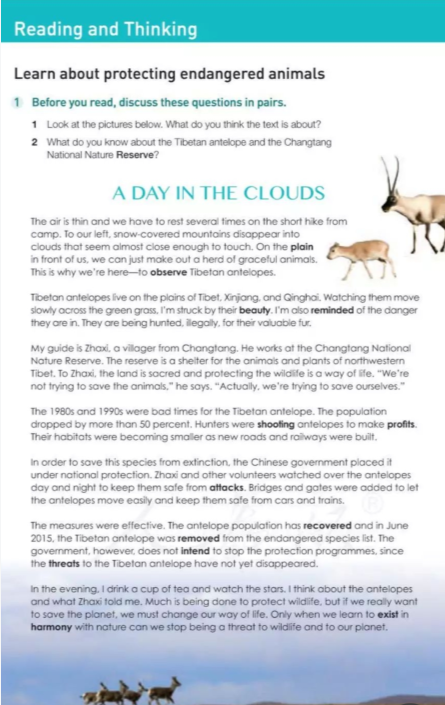 Reading and Thinking
Learn about protecting endangered animals
1 Before you read, discuss these questions in pairs.
1 Look at the pictures below. What do you think the text is about?
2 What do you know about the Tibetan antelope and the Changtang
National Nature Reserve?
A DAY IN THE CLOUDS
The air is thin and we have to rest several times on the short hike from
camp. To our left, snow-covered mountains disappear into
clouds that seem almost close enough to touch. On the plain
in front of us, we can just make out a herd of graceful animals.
This is why we're here—to observe Tibetan antelopes.
Tibetan antelopes live on the plains of Tibet, Xinjiang, and Qinghai. Watching them move
slowly across the green grass, I'm struck by their beauty. I'm also reminded of the danger
they are in. They are being hunted, illegally, for their valuable fur.
My guide is Zhaxi, a villager from Changtang. He works at the Changtang National
Nature Reserve. The reserve is a shelter for the animals and plants of northwestern
Tibet. To Zhaxi, the land is sacred and protecting the wildlife is a way of life. "We're
not trying to save the animals," he says. "Actually, we're trying to save ourselves."
The 1980s and 1990s were bad times for the Tibetan antelope. The population
dropped by more than 50 percent. Hunters were shooting antelopes to make profits.
Their habitats were becoming smaller as new roads and railways were built.
In order to save this species from extinction, the Chinese government placed it
under national protection. Zhaxi and other volunteers watched over the antelopes
day and night to keep them safe from attacks. Bridges and gates were added to let
the antelopes move easily and keep them safe from cars and trains.
The measures were effective. The antelope population has recovered and in June
2015, the Tibetan antelope was removed from the endangered species list. The
government, however, does not intend to stop the protection programmes, since
the threats to the Tibetan antelope have not yet disappeared.
In the evening, I drink a cup of tea and watch the stars. I think about the antelopes
and what Zhaxi told me. Much is being done to protect wildlife, but if we really want
to save the planet, we must change our way of life. Only when we learn to exist in
harmony with nature can we stop being a threat to wildlife and to our planet.